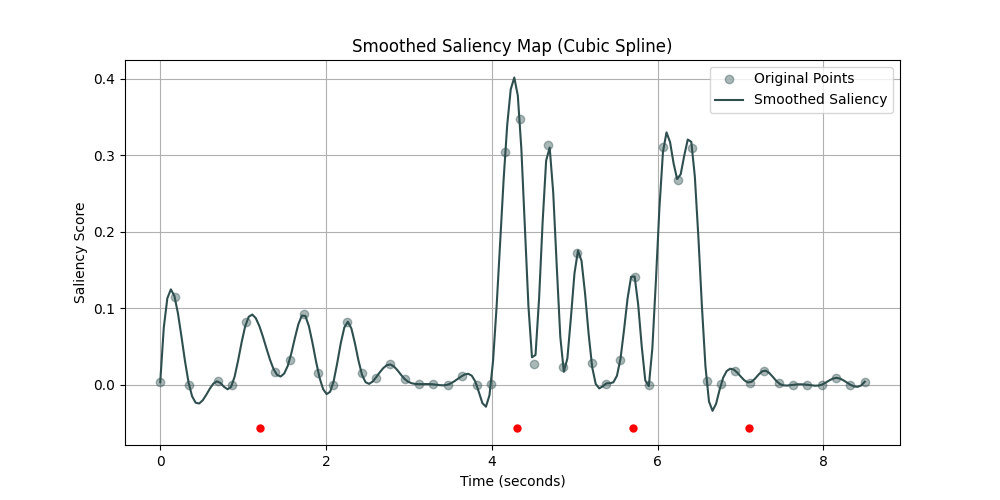 Smoothed Saliency Map (Cubic Spline)
Original Points
Smoothed Saliency
Saliency Score
0.4
0.3
0.2
0.1
0.0
0 2 4 6 8
Time (seconds)